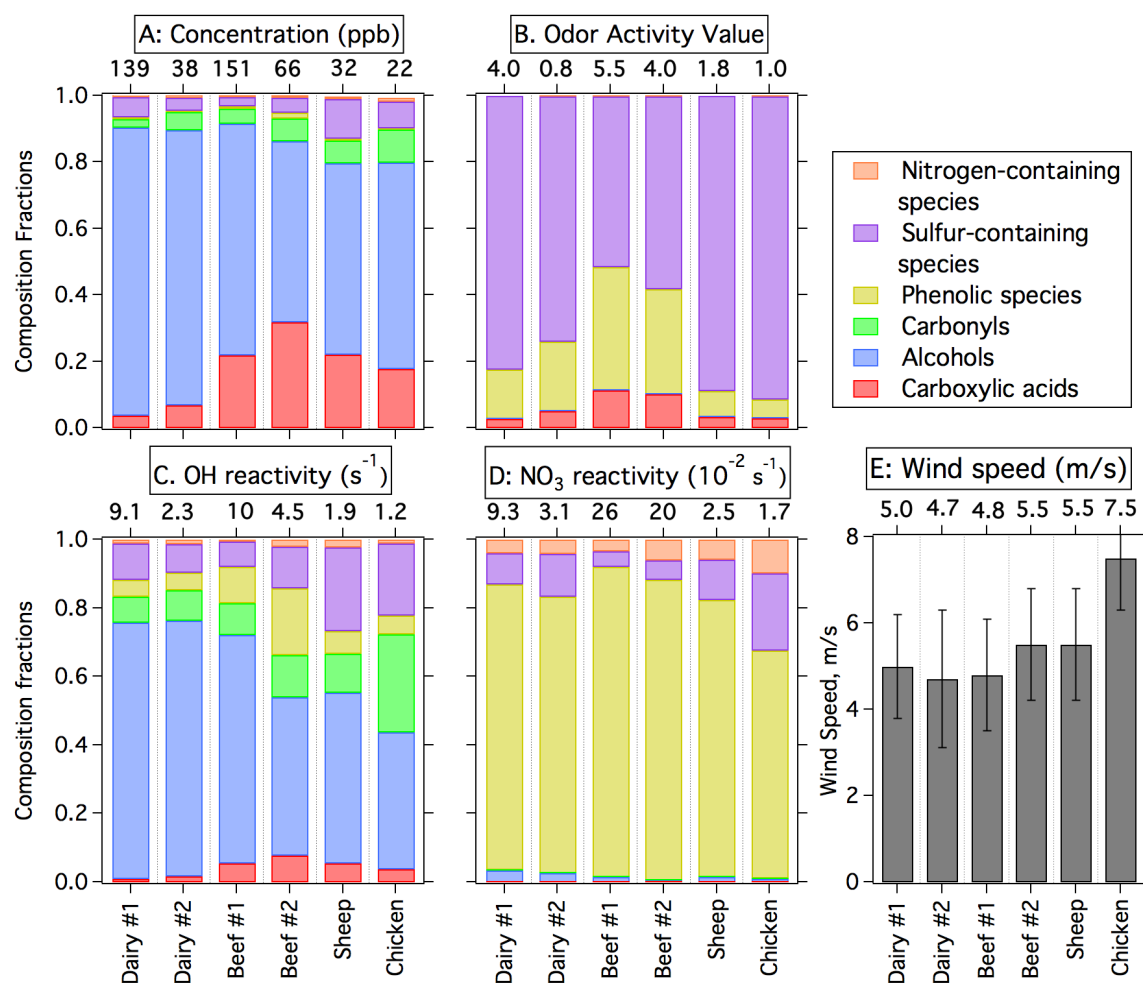 A: Concentration (ppb)
139 38 151 66 32 22
1.0
0.8
0.6
0.4
0.2
0.0
Composition Fractions
B. Odor Activity Value
4.0 0.8 5.5 4.0 1.8 1.0
Nitrogen-containing
species
Sulfur-containing
species
Phenolic species
Carbonyls
Alcohols
Carboxylic acids
C. OH reactivity (s⁻¹)
9.1 2.3 10 4.5 1.9 1.2
1.0
0.8
0.6
0.4
0.2
0.0
Composition fractions
Dairy #1
Dairy #2
Beef #1
Beef #2
Sheep
Chicken
D: NO₃ reactivity (10⁻² s⁻¹)
9.3 3.1 26 20 2.5 1.7
Dairy #1
Dairy #2
Beef #1
Beef #2
Sheep
Chicken
E: Wind speed (m/s)
5.0 4.7 4.8 5.5 5.5 7.5
8
6
4
2
0
Wind Speed, m/s
Dairy #1
Dairy #2
Beef #1
Beef #2
Sheep
Chicken